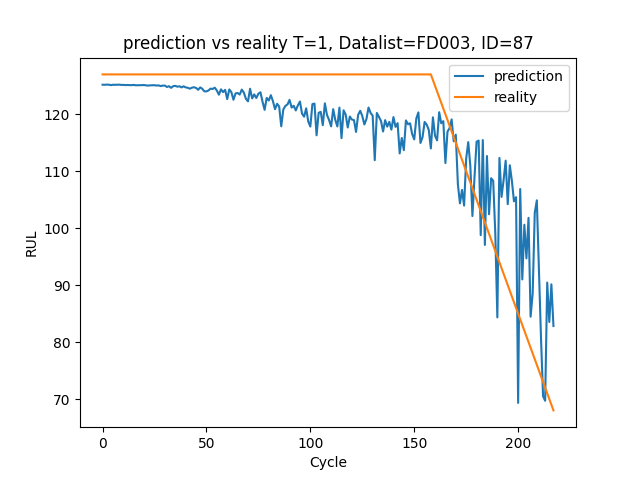 prediction vs reality T=1, Datalist=FD003, ID=87
prediction
reality
120
110
100
90
80
70
RUL
0 50 100 150 200
Cycle